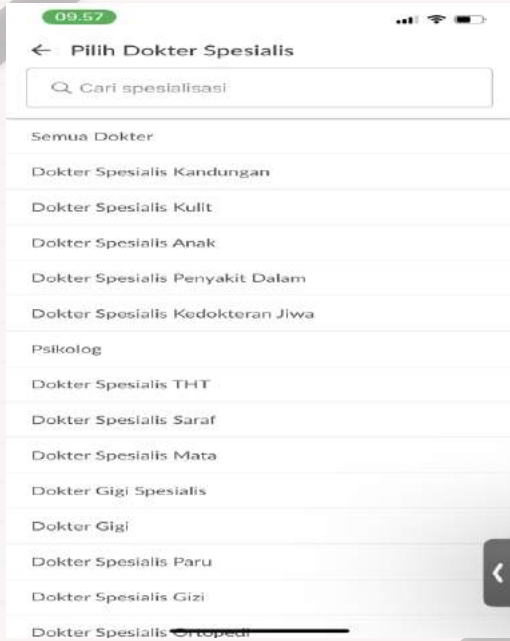 09:57
Pilih Dokter Spesialis
Cari spesialisasi
Semua Dokter
Dokter Spesialis Kandungan
Dokter Spesialis Kulit
Dokter Spesialis Anak
Dokter Spesialis Penyakit Dalam
Dokter Spesialis Kedokteran Jiwa
Psikolog
Dokter Spesialis THT
Dokter Spesialis Saraf
Dokter Spesialis Mata
Dokter Gigi Spesialis
Dokter Gigi
Dokter Spesialis Paru
Dokter Spesialis Gizi
Dokter Spesialis Ortopedi